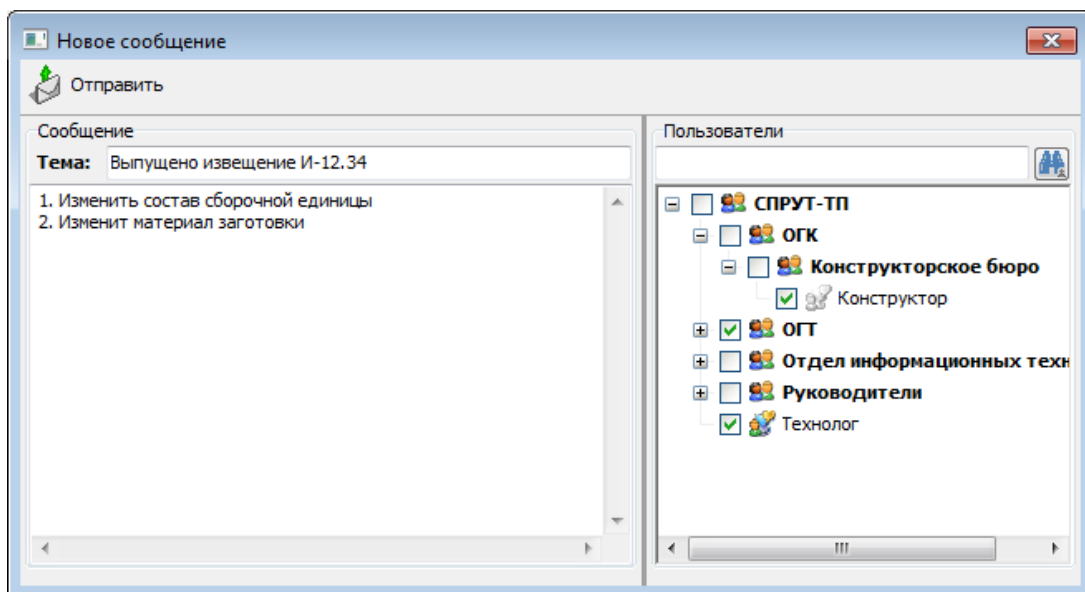 Новое сообщение
Отправить
Сообщение
Тема: Выпущено извещение И-12.34
1. Изменить состав сборочной единицы
2. Изменит материал заготовки
Пользователи
СПРУТ-ТП
ОГК
Конструкторское бюро
Конструктор
ОГТ
Отдел информационных техн
Руководители
Технолог